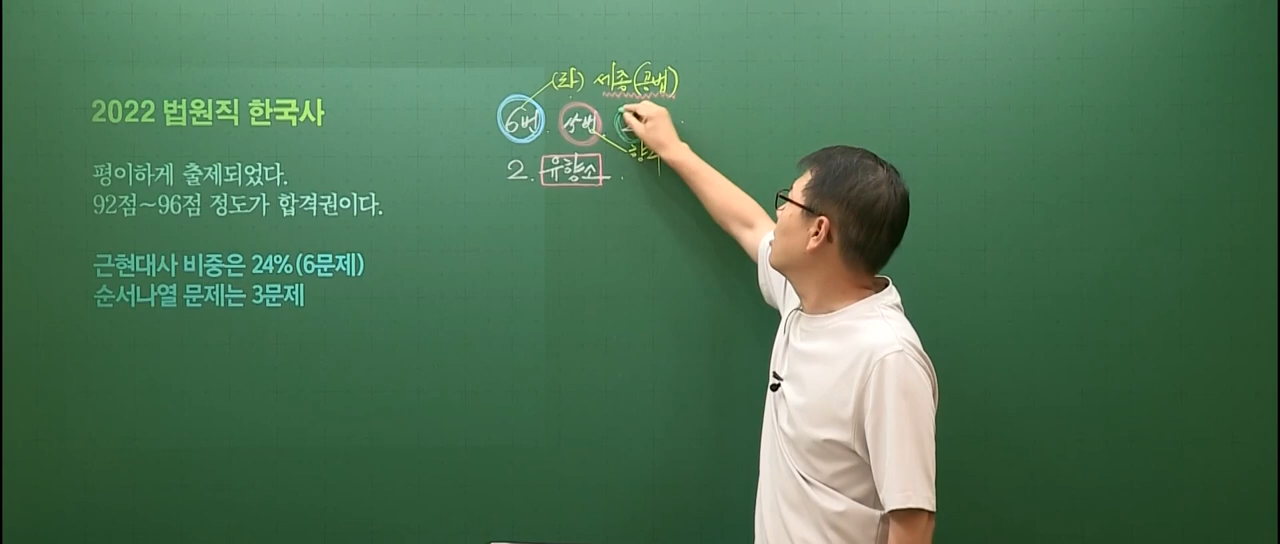 2022 법원직 한국사
평이하게 출제되었다.
92점~96점 정도가 합격권이다.
근현대사 비중은 24%(6문제)
순서나열 문제는 3문제
(라) 세종(공법)
6번.
2. 유향소.